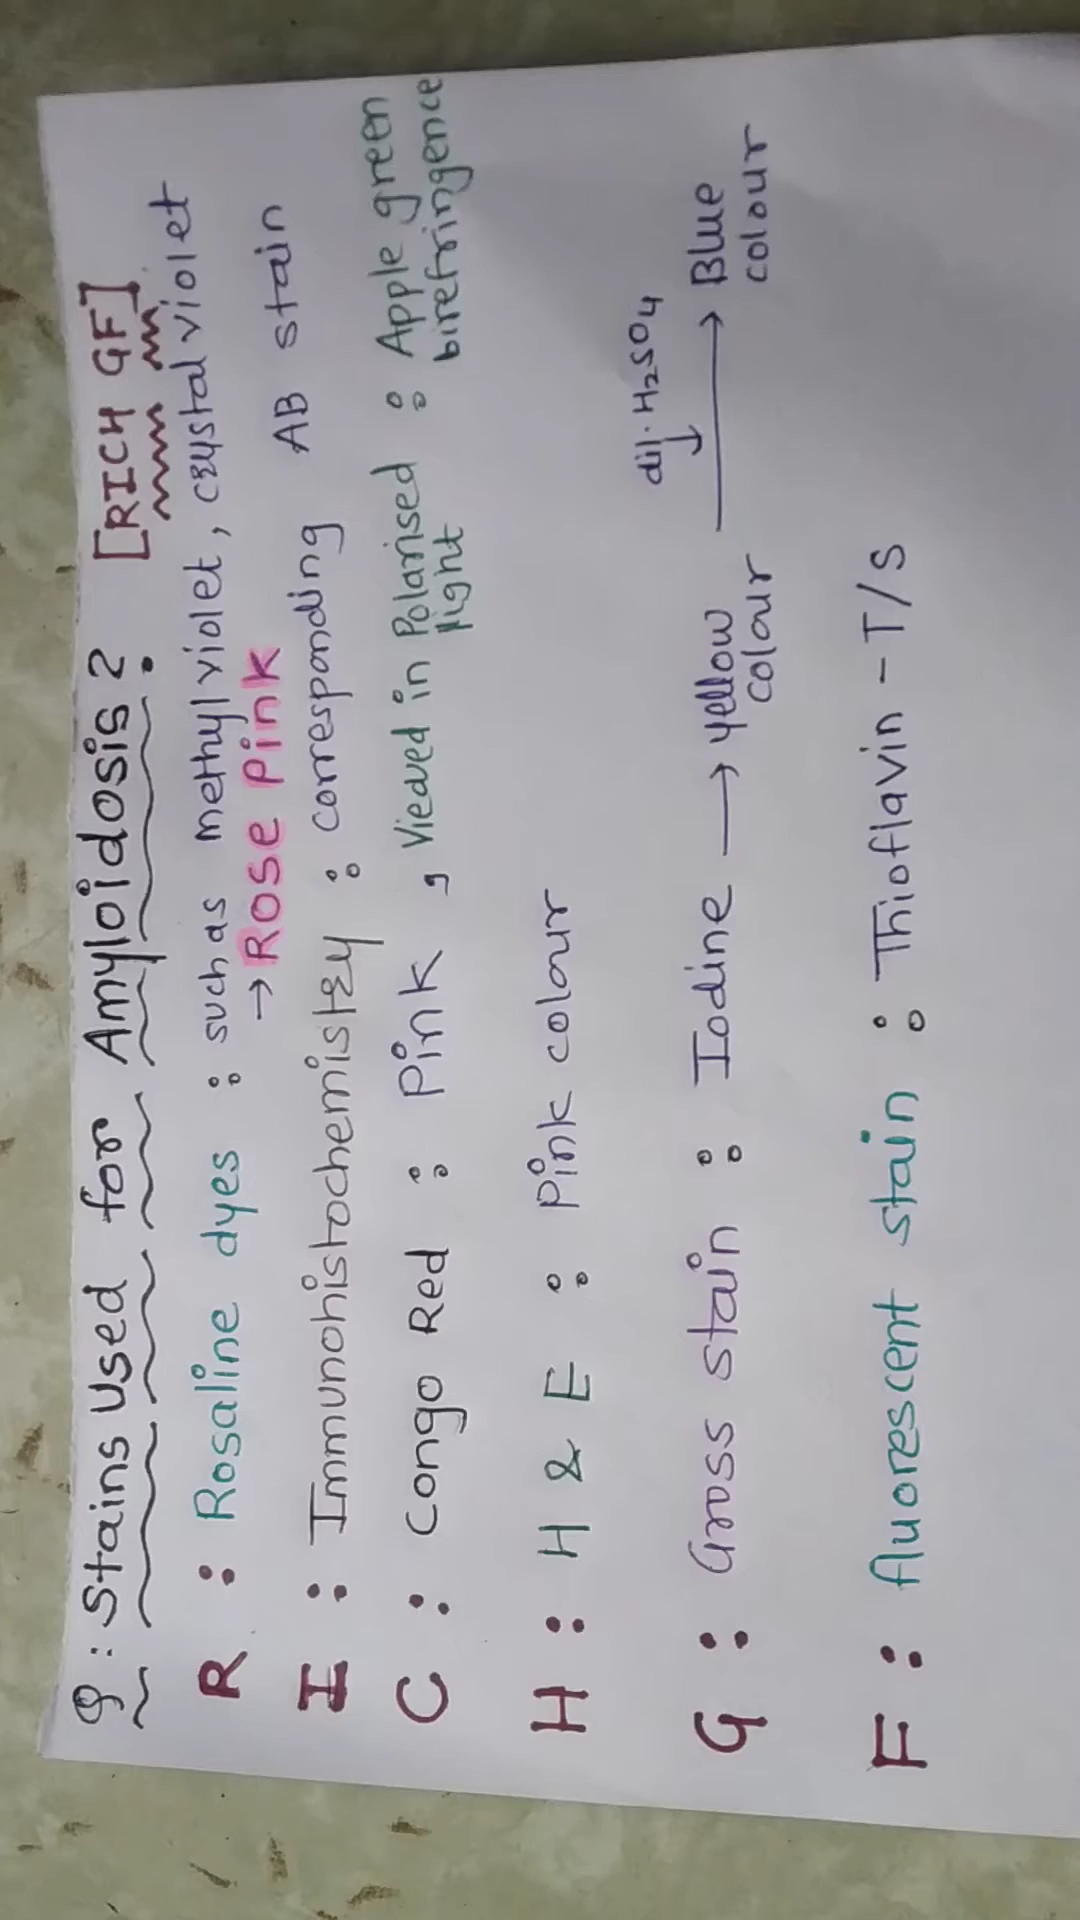 Q: Stains Used for Amyloidosis? [RICH GF]
R : Rosaline dyes : such as methyl violet, crystal violet
→ Rose Pink
I : Immunohistochemistry : corresponding AB stain
C : Congo Red : Pink , Vieved in Polarised light : Apple green birefringence
H : H & E : Pink colour
G : Gross stain : Iodine → yellow colour dil. H₂SO₄ → Blue colour
F : fluorescent stain : Thioflavin - T/S